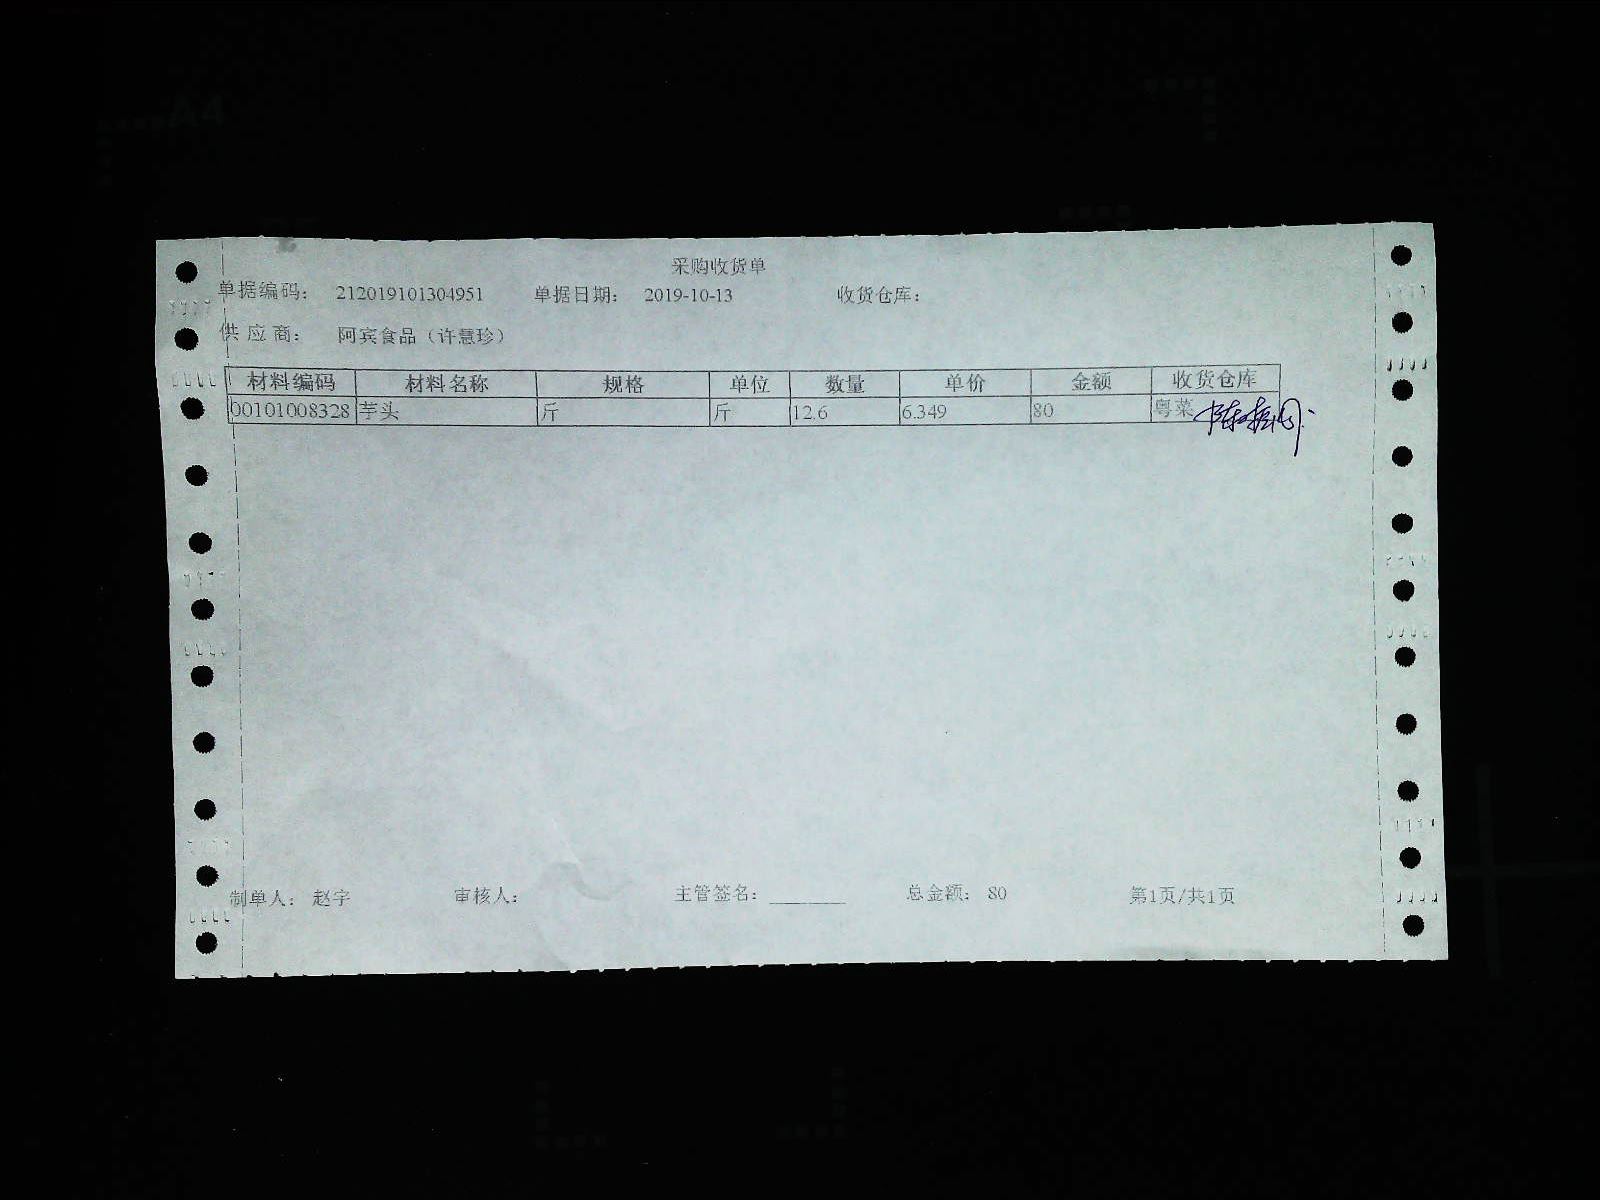 采购收货单
单据编码： 212019101304951 单据日期： 2019-10-13 收货仓库：
供 应 商： 阿宾食品（许慧珍）
材料编码 材料名称 规格 单位 数量 单价 金额 收货仓库
00101008328 芋头 斤 斤 12.6 6.349 80 粤菜
制单人： 赵宇 审核人： 主管签名： 总金额： 80 第1页/共1页